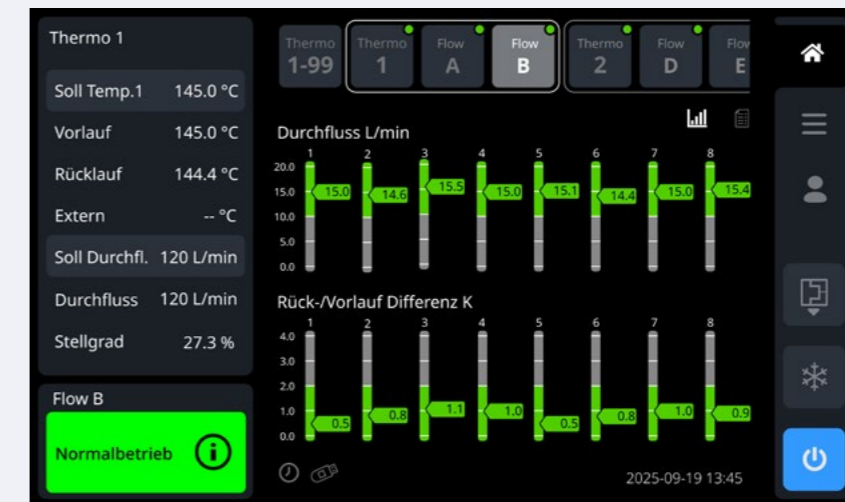 Thermo 1
Soll Temp.1 145.0 °C
Vorlauf 145.0 °C
Rücklauf 144.4 °C
Extern -- °C
Soll Durchfl. 120 L/min
Durchfluss 120 L/min
Stellgrad 27.3 %
Flow B
Normalbetrieb
Thermo 1-99
Thermo 1
Flow A
Flow B
Thermo 2
Flow D
Flow E
Durchfluss L/min
1 2 3 4 5 6 7 8
20.0
15.0
10.0
5.0
0.0
15.0 14.6 15.5 15.0 15.1 14.4 15.0 15.4
Rück-/Vorlauf Differenz K
1 2 3 4 5 6 7 8
4.0
3.0
2.0
1.0
0.0
0.5 0.8 1.1 1.0 0.5 0.8 1.0 0.9
2025-09-19 13:45